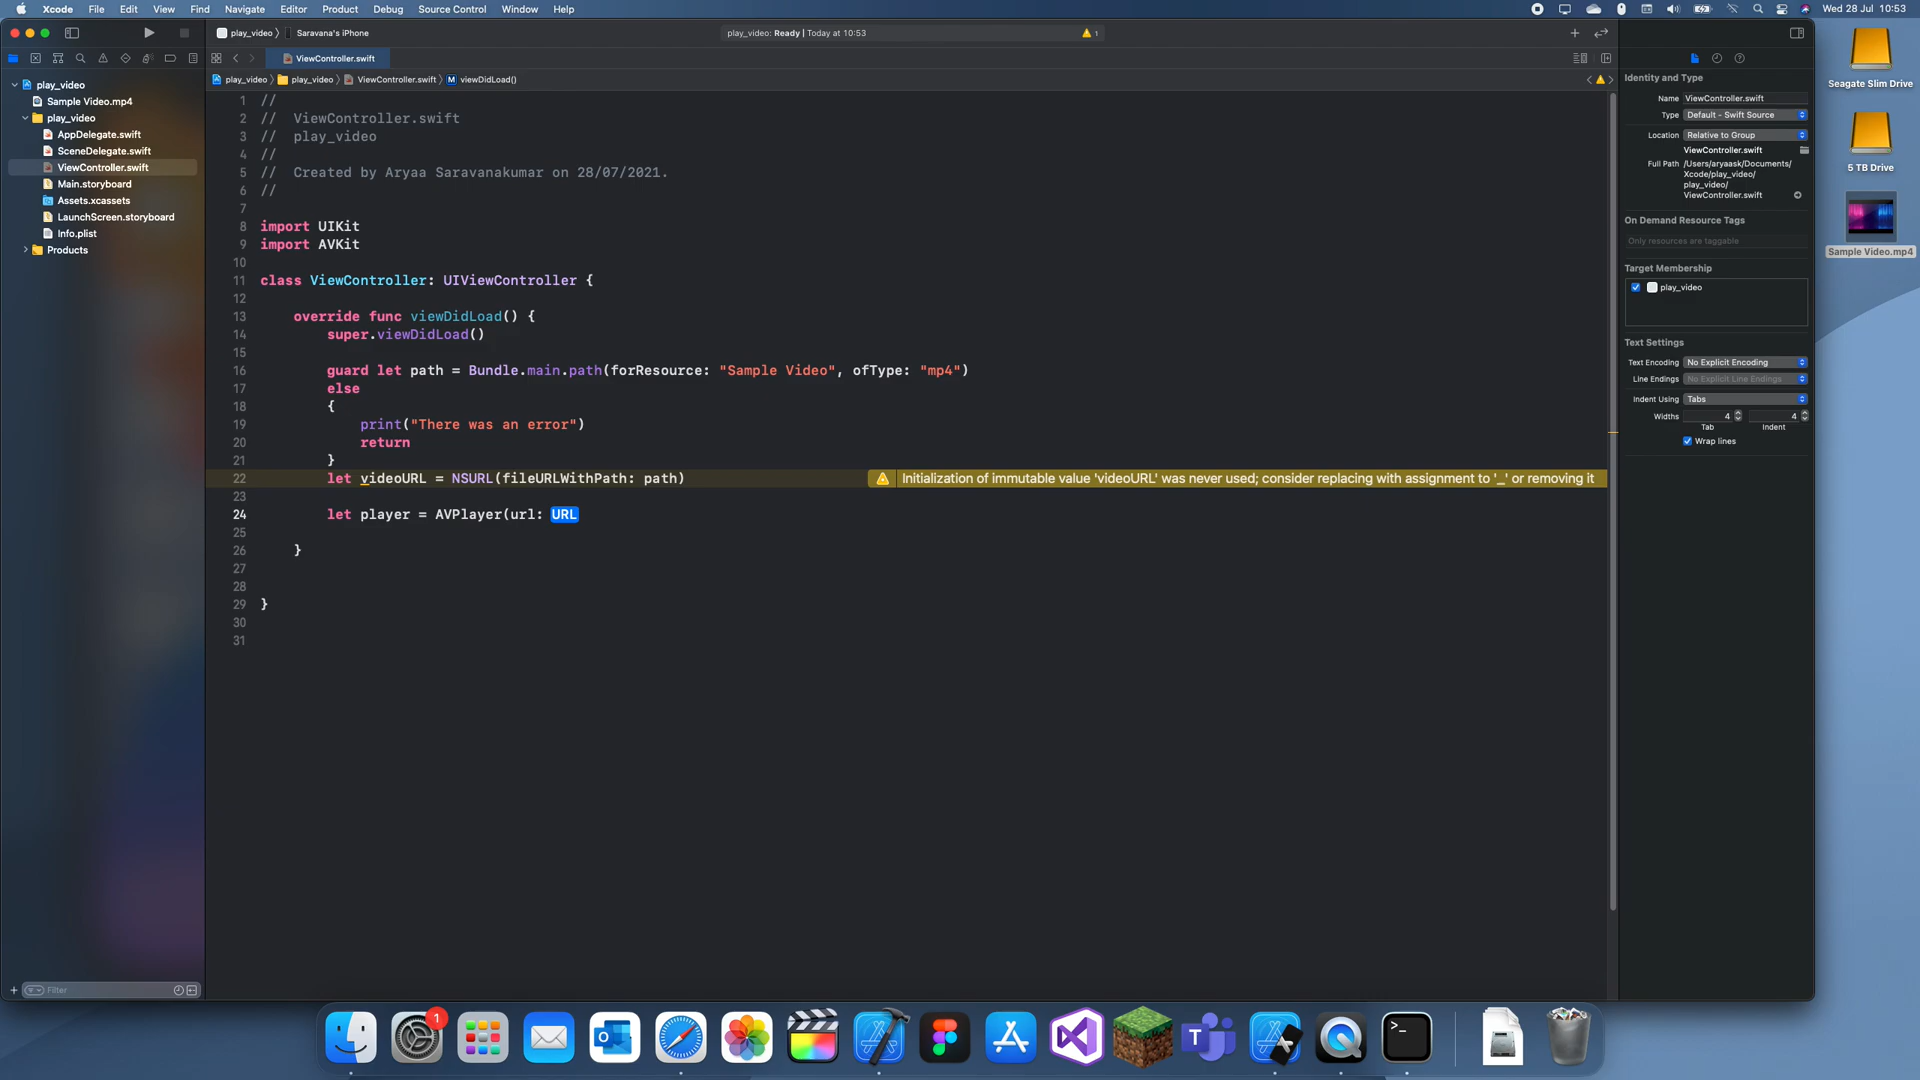 Xcode File Edit View Find Navigate Editor Product Debug Source Control Window Help Wed 28 Jul 10:53
play_video Saravana's iPhone play_video: Ready | Today at 10:53 1
ViewController.swift
play_video play_video ViewController.swift M viewDidLoad()
play_video
Sample Video.mp4
play_video
AppDelegate.swift
SceneDelegate.swift
ViewController.swift
Main.storyboard
Assets.xcassets
LaunchScreen.storyboard
Info.plist
Products
Filter
1 //
2 // ViewController.swift
3 // play_video
4 //
5 // Created by Aryaa Saravanakumar on 28/07/2021.
6 //
7
8 import UIKit
9 import AVKit
10
11 class ViewController: UIViewController {
12
13 override func viewDidLoad() {
14 super.viewDidLoad()
15
16 guard let path = Bundle.main.path(forResource: "Sample Video", ofType: "mp4")
17 else
18 {
19 print("There was an error")
20 return
21 }
22 let videoURL = NSURL(fileURLWithPath: path) Initialization of immutable value 'videoURL' was never used; consider replacing with assignment to '_' or removing it
23
24 let player = AVPlayer(url: URL
25
26 }
27
28
29 }
30
31
Identity and Type
Name ViewController.swift
Type Default - Swift Source
Location Relative to Group
ViewController.swift
Full Path /Users/aryaask/Documents/
Xcode/play_video/
play_video/
ViewController.swift
On Demand Resource Tags
Only resources are taggable
Target Membership
play_video
Text Settings
Text Encoding No Explicit Encoding
Line Endings No Explicit Line Endings
Indent Using Tabs
Widths 4 4
Tab Indent
Wrap lines
Seagate Slim Drive
5 TB Drive
Sample Video.mp4
1